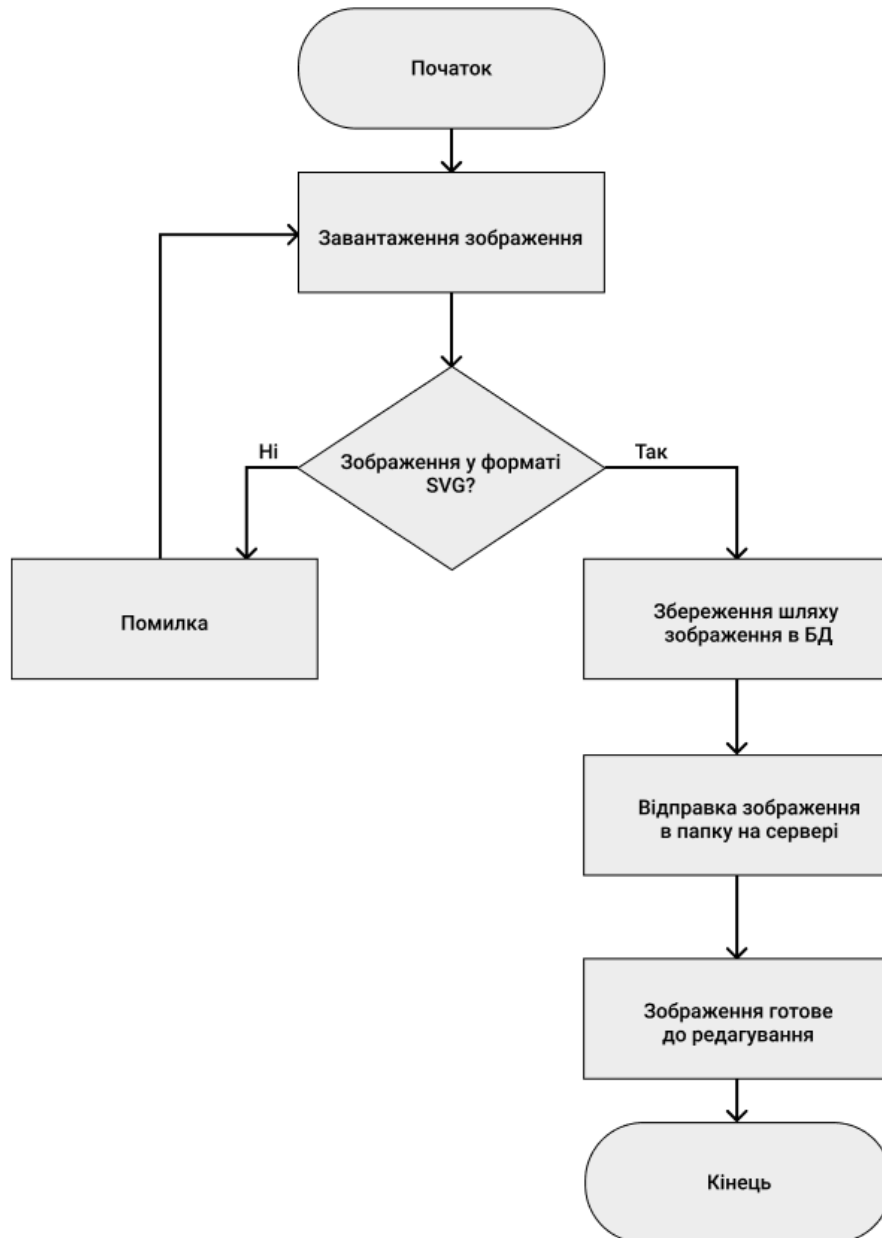 Початок
Завантаження зображення
Ні
Так
Зображення у форматі
SVG?
Помилка
Збереження шляху
зображення в БД
Відправка зображення
в папку на сервері
Зображення готове
до редагування
Кінець